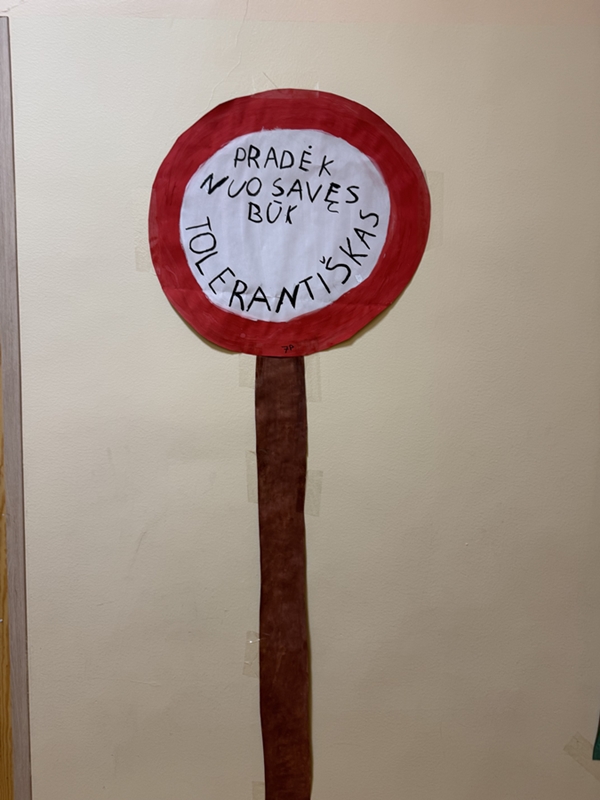 PRADĖK
NUO SAVĘS
BŪK
TOLERANTIŠKAS